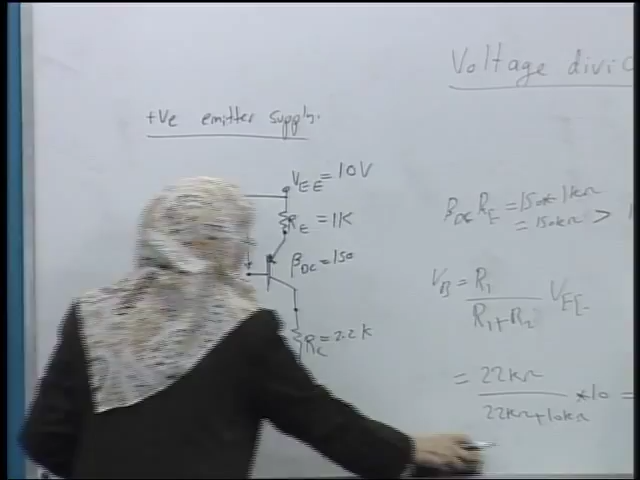 Voltage divi
+Ve emitter supply.
VEE = 10V
RE = 1K
βDC = 150
RC = 2.2K
βDC RE = 150*1kΩ
= 150kΩ >
VB = R1 / R1+R2 VEE
= 22kΩ / 22kΩ+10kΩ *10 =